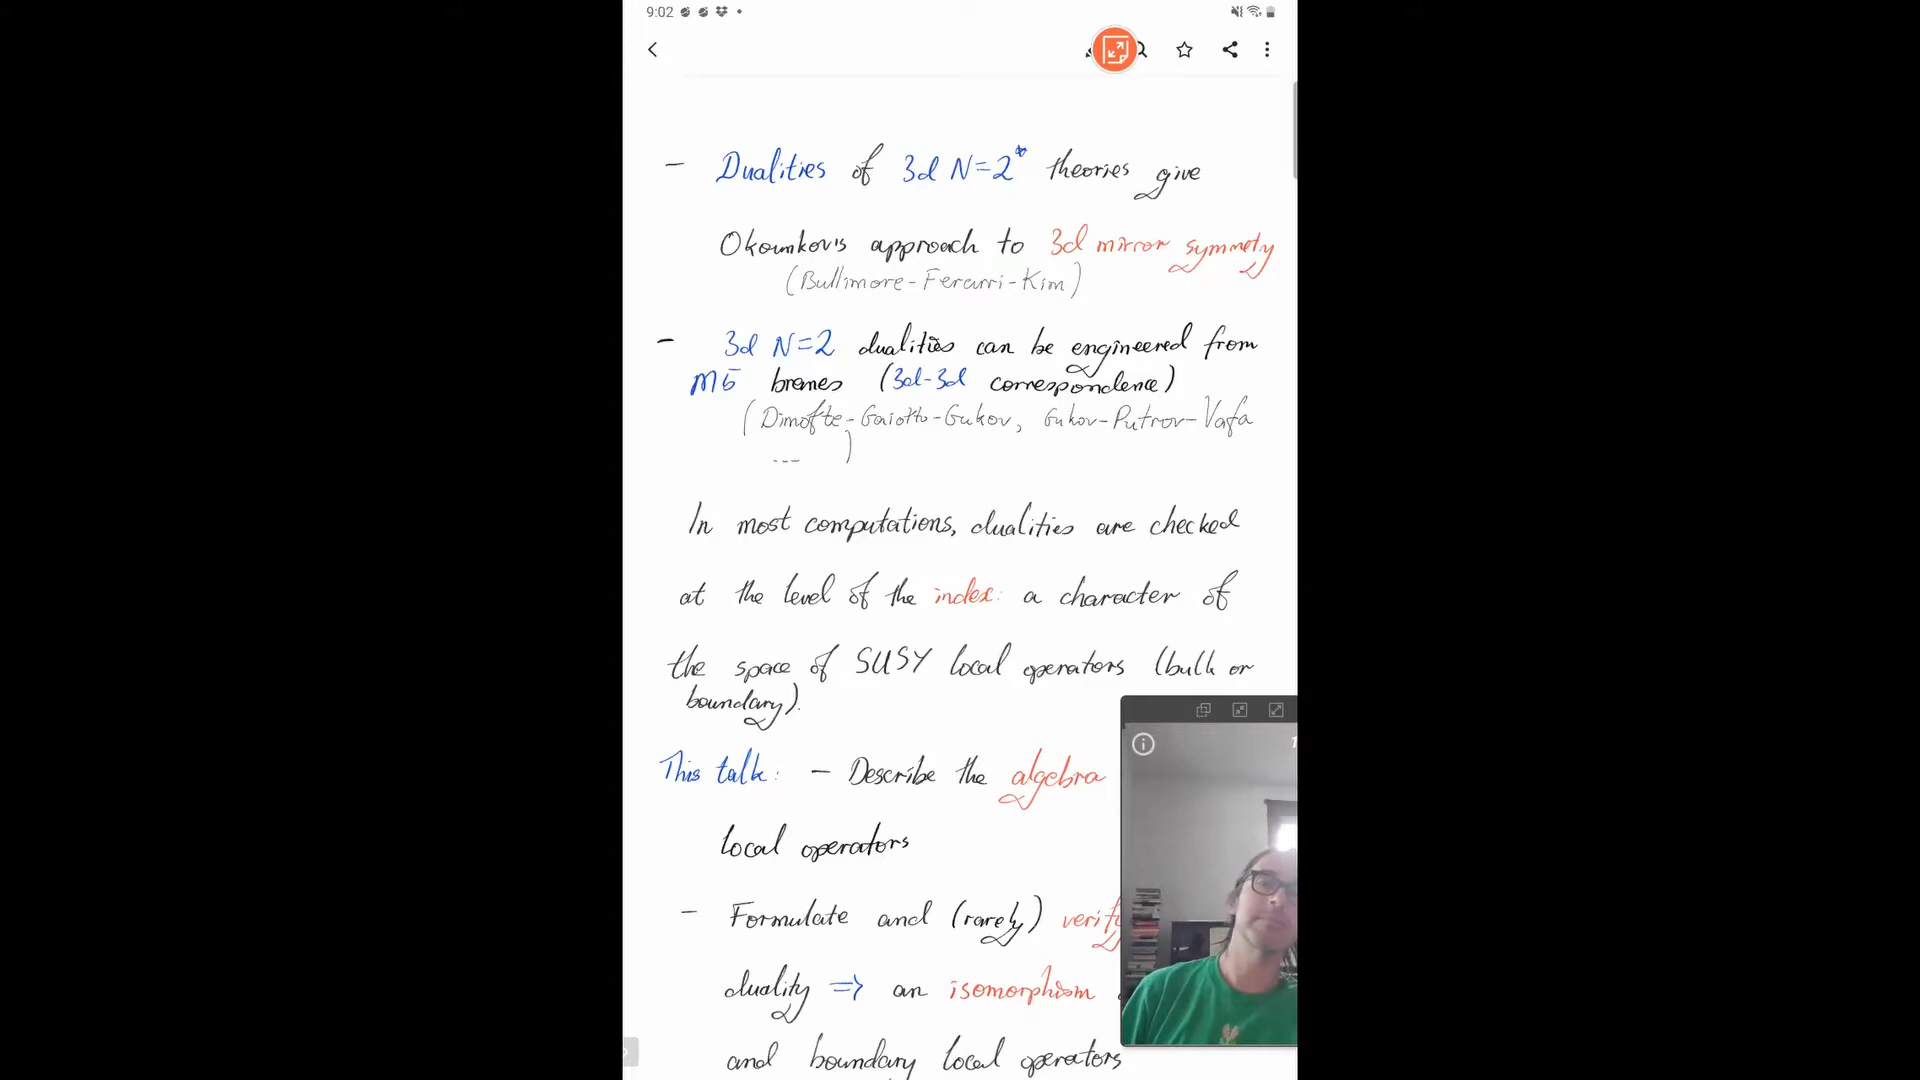 9:02
- Dualities of 3d N=2* theories give
Okounkov's approach to 3d mirror symmetry
(Bullimore-Ferarri-Kim)
- 3d N=2 dualities can be engineered from
M5 branes (3d-3d correspondence)
(Dimofte-Gaiotto-Gukov, Gukov-Putrov-Vafa
... )
In most computations, dualities are checked
at the level of the index: a character of
the space of SUSY local operators (bulk or
boundary).
This talk: - Describe the algebra
local operators
- Formulate and (rarely) verify
duality => an isomorphism
and boundary local operators